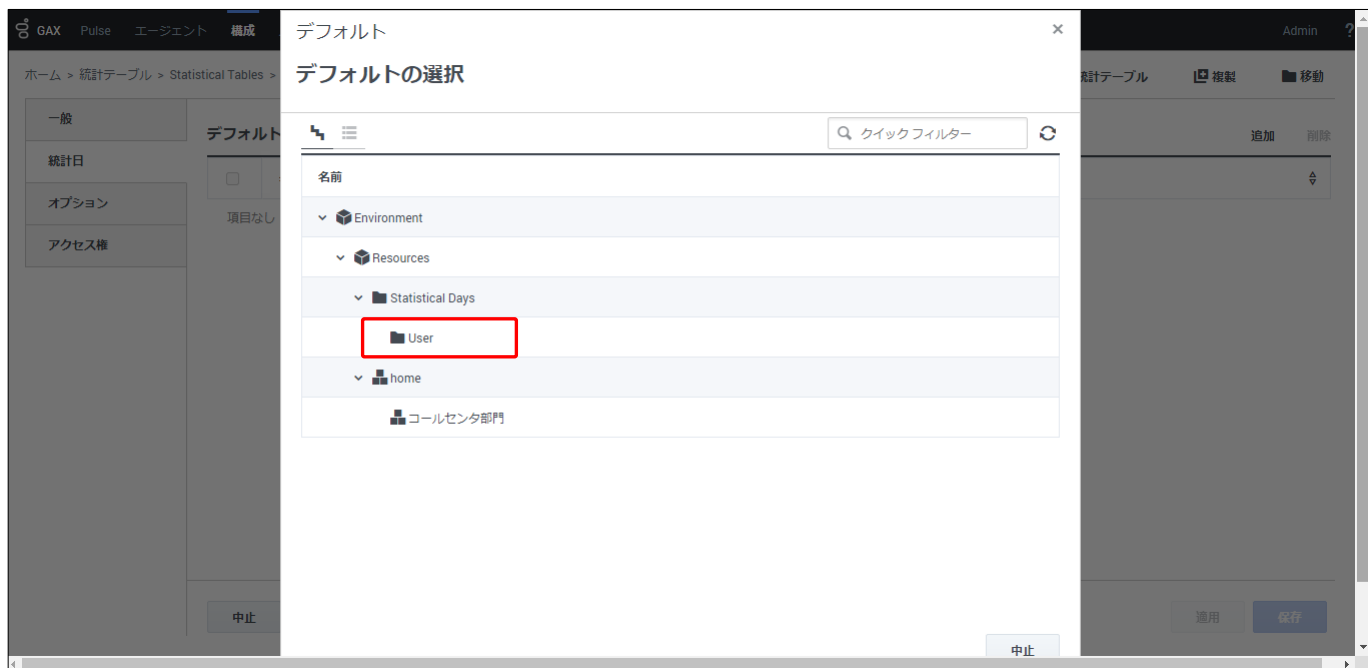 GAX Pulse エージェント 構成 Admin ?
ホーム > 統計テーブル > Statistical Tables > 統計テーブル 複製 移動
デフォルト ×
デフォルトの選択
一般
統計日
オプション
アクセス権
デフォルト 追加 削除
項目なし
クイック フィルター
名前
Environment
Resources
Statistical Days
User
home
コールセンタ部門
中止
中止 適用 保存